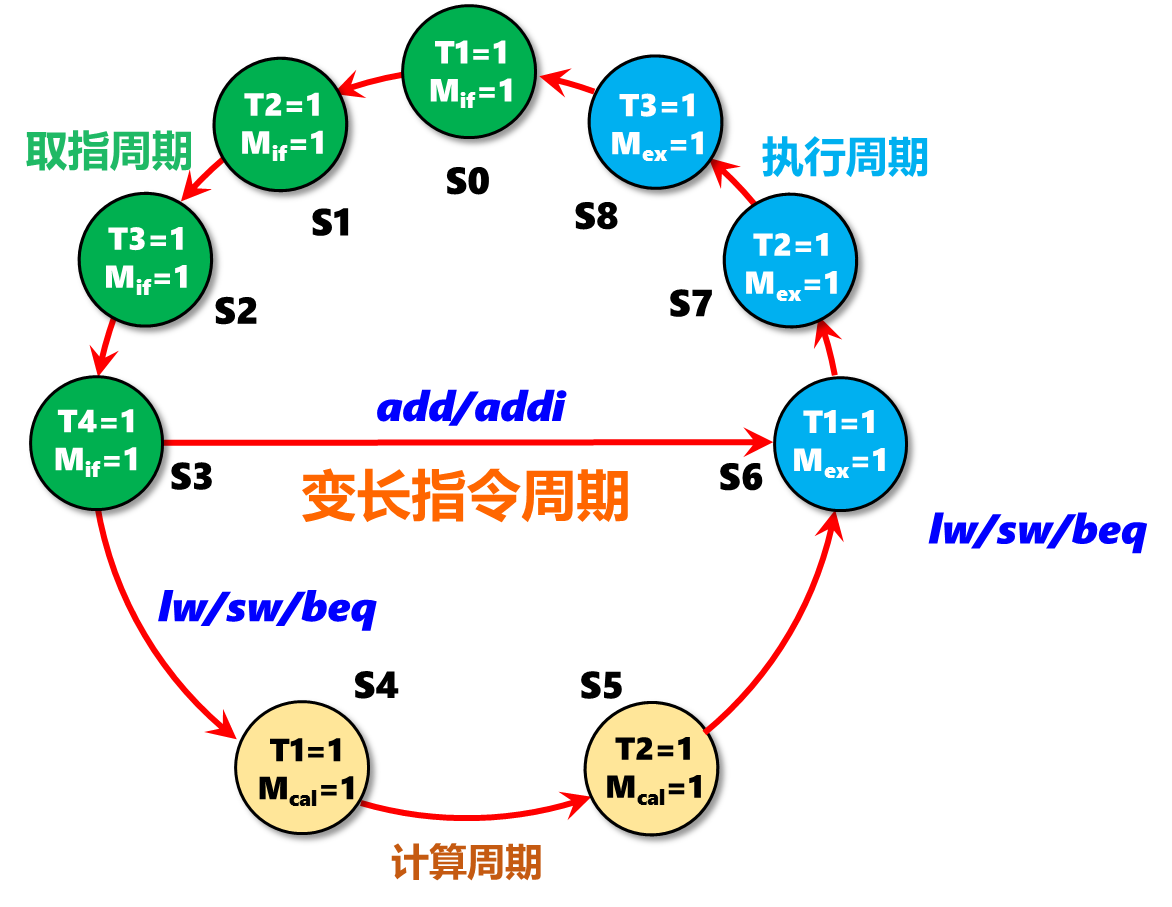 T1=1
Mif=1
S0
T2=1
Mif=1
S1
取指周期
T3=1
Mex=1
S8
执行周期
T3=1
Mif=1
S2
T2=1
Mex=1
S7
T4=1
Mif=1
S3
add/addi
变长指令周期
T1=1
Mex=1
S6
lw/sw/beq
lw/sw/beq
S4
T1=1
Mcal=1
S5
T2=1
Mcal=1
计算周期